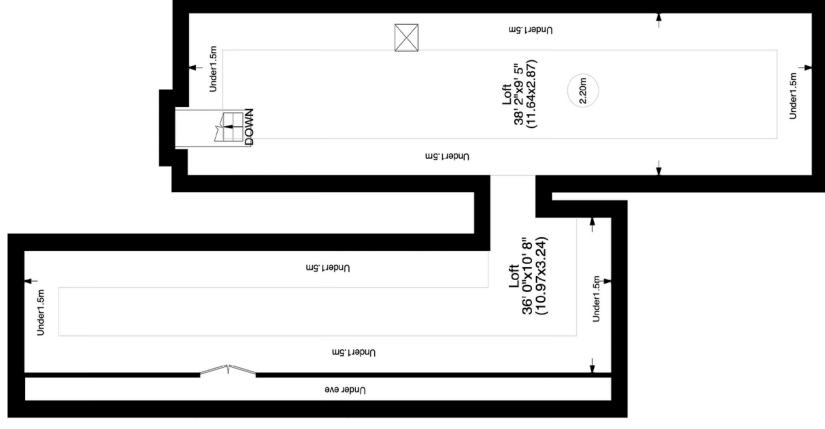 Under1.5m
Under1.5m
DOWN
Under1.5m
Loft
38' 2"x9' 5"
(11.64x2.87)
2.20m
Under1.5m
Under1.5m
Loft
36' 0"x10' 8"
(10.97x3.24)
Under1.5m
Under1.5m
Under1.5m
Under eve